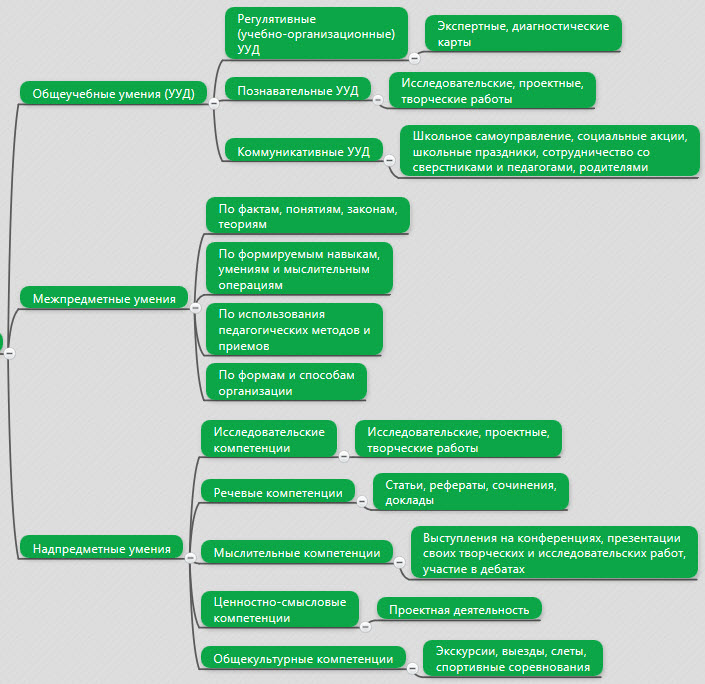 Общеучебные умения (УУД)
Регулятивные
(учебно-организационные)
УУД
Экспертные, диагностические
карты
Познавательные УУД
Исследовательские, проектные,
творческие работы
Коммуникативные УУД
Школьное самоуправление, социальные акции,
школьные праздники, сотрудничество со
сверстниками и педагогами, родителями
Межпредметные умения
По фактам, понятиям, законам,
теориям
По формируемым навыкам,
умениям и мыслительным
операциям
По использования
педагогических методов и
приемов
По формам и способам
организации
Надпредметные умения
Исследовательские
компетенции
Исследовательские, проектные,
творческие работы
Речевые компетенции
Статьи, рефераты, сочинения,
доклады
Мыслительные компетенции
Выступления на конференциях, презентации
своих творческих и исследовательских работ,
участие в дебатах
Ценностно-смысловые
компетенции
Проектная деятельность
Общекультурные компетенции
Экскурсии, выезды, слеты,
спортивные соревнования